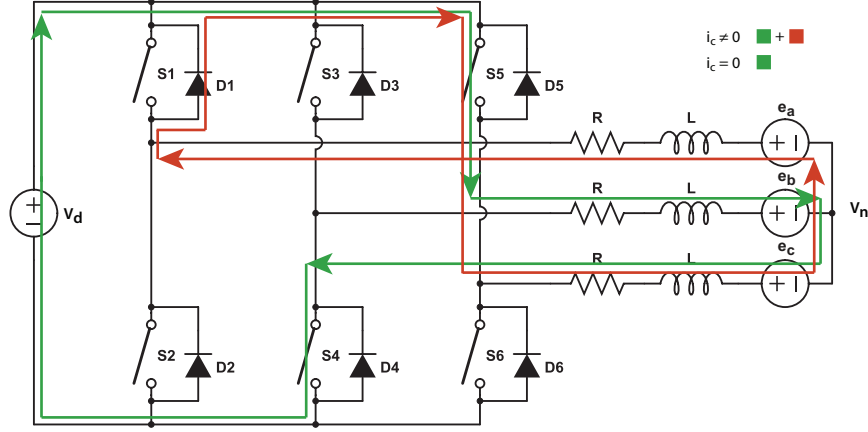 i_c ≠ 0 +
i_c = 0
S1 D1 S3 D3 S5 D5
e_a
R L + −
e_b
R L + −
V_n
V_d + −
e_c
R L + −
S2 D2 S4 D4 S6 D6